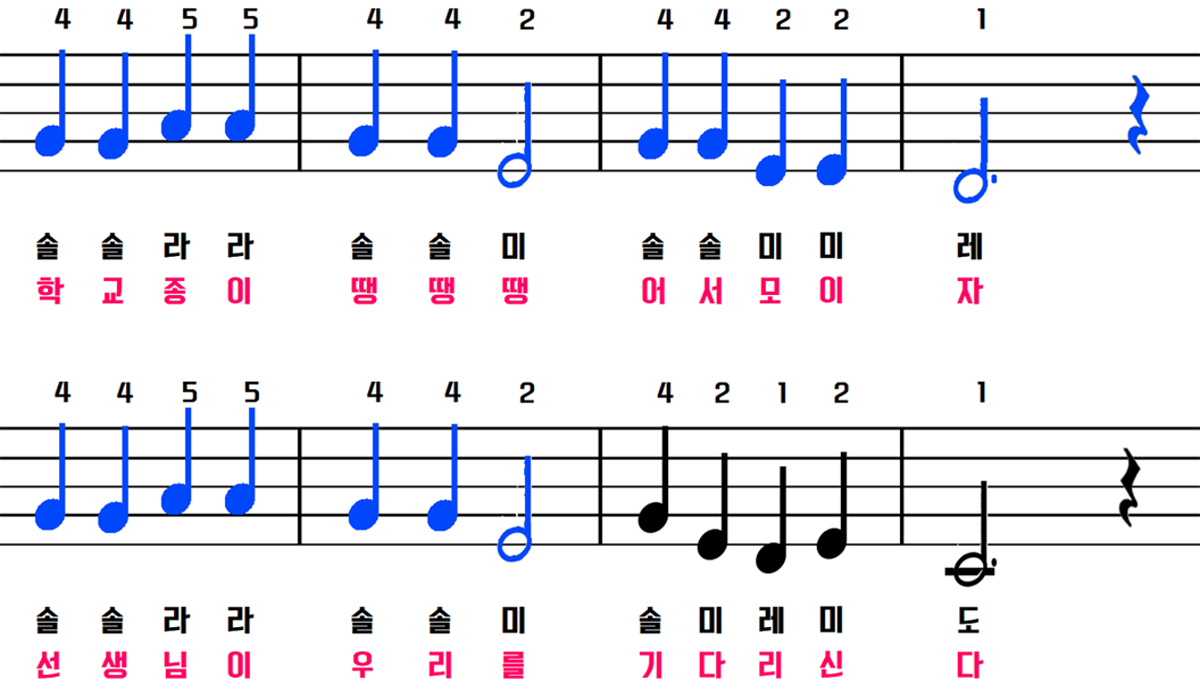 4 4 5 5 4 4 2 4 4 2 2 1
솔 솔 라 라 솔 솔 미 솔 솔 미 미 레
학 교 종 이 땡 땡 땡 어 서 모 이 자
4 4 5 5 4 4 2 4 2 1 2 1
솔 솔 라 라 솔 솔 미 솔 미 레 미 도
선 생 님 이 우 리 를 기 다 리 신 다